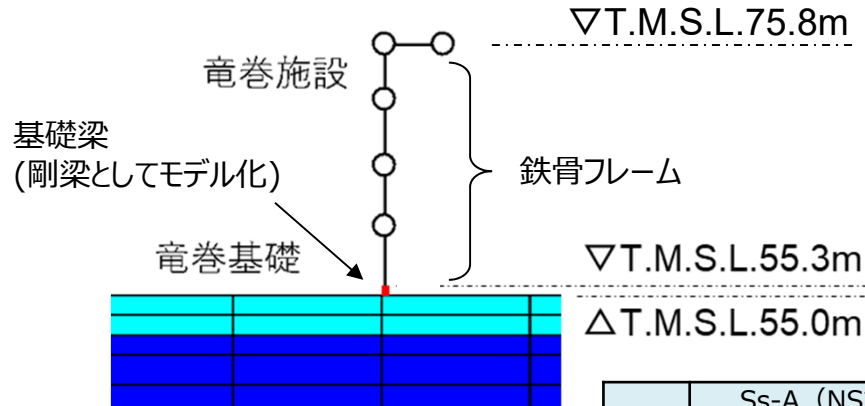 ▽T.M.S.L.75.8m
竜巻施設
基礎梁
(剛梁としてモデル化)
鉄骨フレーム
竜巻基礎
▽T.M.S.L.55.3m
△T.M.S.L.55.0m
Ss-A（NS